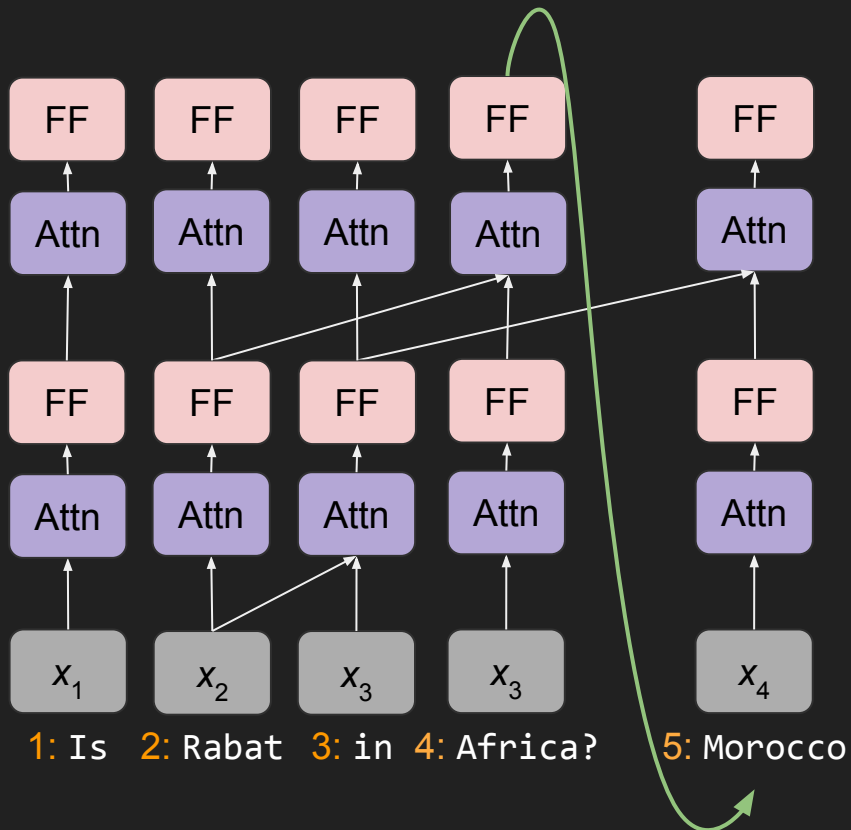 FF FF FF FF FF
Attn Attn Attn Attn Attn
FF FF FF FF FF
Attn Attn Attn Attn Attn
x1 x2 x3 x3 x4
1: Is 2: Rabat 3: in 4: Africa? 5: Morocco